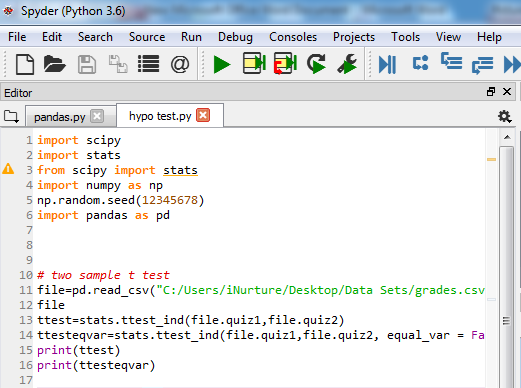 Spyder (Python 3.6)
File Edit Search Source Run Debug Consoles Projects Tools View Help
Editor
pandas.py hypo test.py
1 import scipy
2 import stats
3 from scipy import stats
4 import numpy as np
5 np.random.seed(12345678)
6 import pandas as pd
7
8
9
10 # two sample t test
11 file=pd.read_csv("C:/Users/iNurture/Desktop/Data Sets/grades.csv
12 file
13 ttest=stats.ttest_ind(file.quiz1,file.quiz2)
14 ttesteqvar=stats.ttest_ind(file.quiz1,file.quiz2, equal_var = Fa
15 print(ttest)
16 print(ttesteqvar)
17